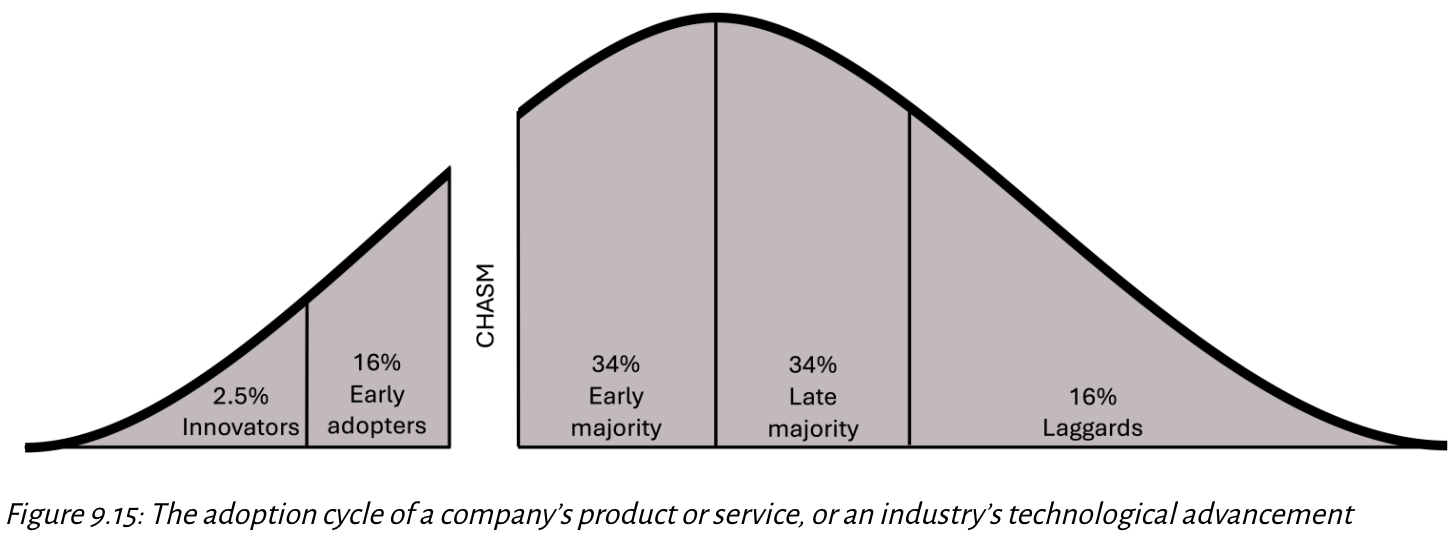 2.5%
Innovators
16%
Early
adopters
CHASM
34%
Early
majority
34%
Late
majority
16%
Laggards
Figure 9.15: The adoption cycle of a company’s product or service, or an industry’s technological advancement